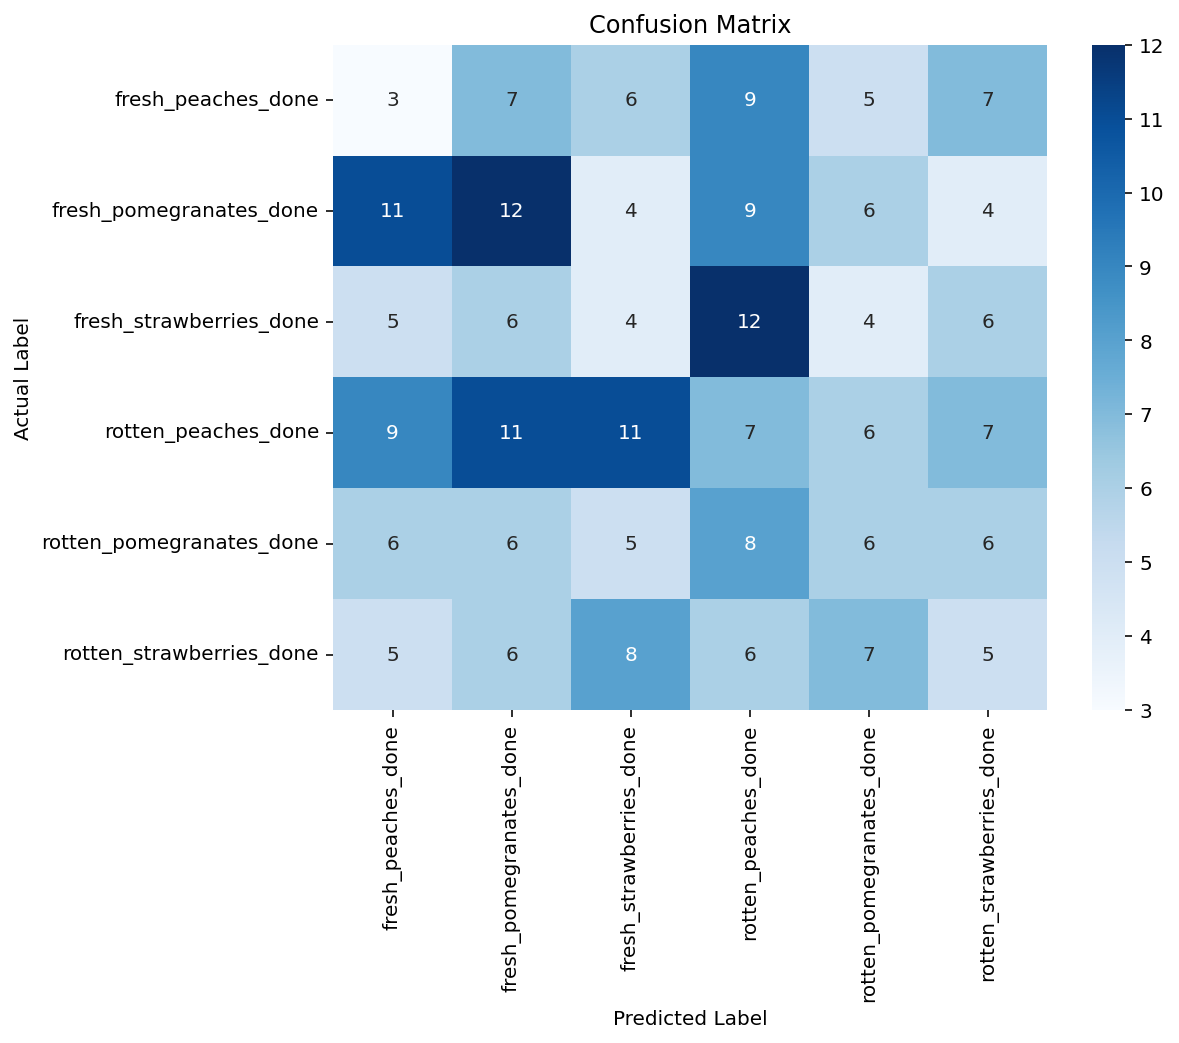 Confusion Matrix
Actual Label
fresh_peaches_done 3 7 6 9 5 7
fresh_pomegranates_done 11 12 4 9 6 4
fresh_strawberries_done 5 6 4 12 4 6
rotten_peaches_done 9 11 11 7 6 7
rotten_pomegranates_done 6 6 5 8 6 6
rotten_strawberries_done 5 6 8 6 7 5
fresh_peaches_done
fresh_pomegranates_done
fresh_strawberries_done
rotten_peaches_done
rotten_pomegranates_done
rotten_strawberries_done
Predicted Label
12
11
10
9
8
7
6
5
4
3